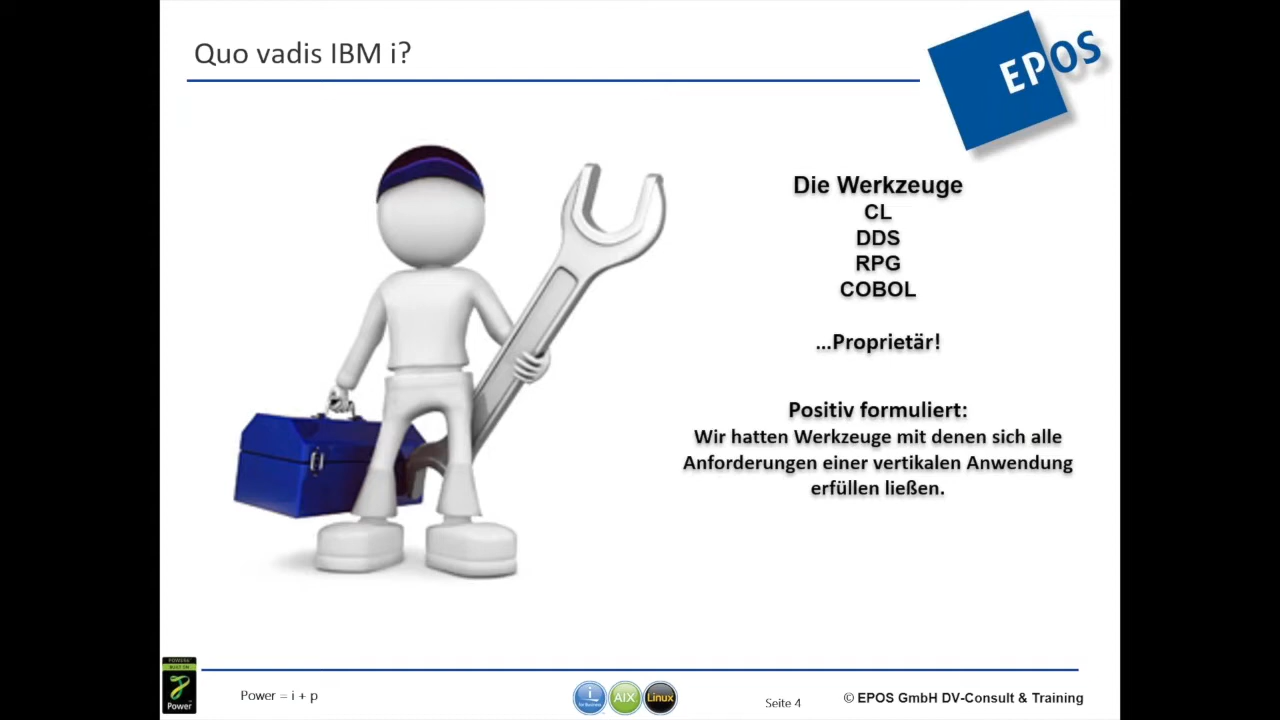 Quo vadis IBM i?
EPOS
Die Werkzeuge
CL
DDS
RPG
COBOL
...Proprietär!
Positiv formuliert:
Wir hatten Werkzeuge mit denen sich alle
Anforderungen einer vertikalen Anwendung
erfüllen ließen.
Power
Power = i + p
i
for Business
AIX
Linux
Seite 4
© EPOS GmbH DV-Consult & Training